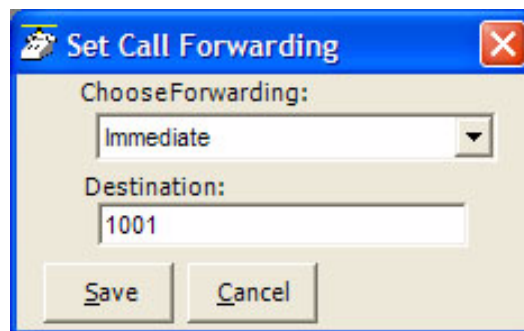 Set Call Forwarding
ChooseForwarding:
Immediate
Destination:
1001
Save Cancel